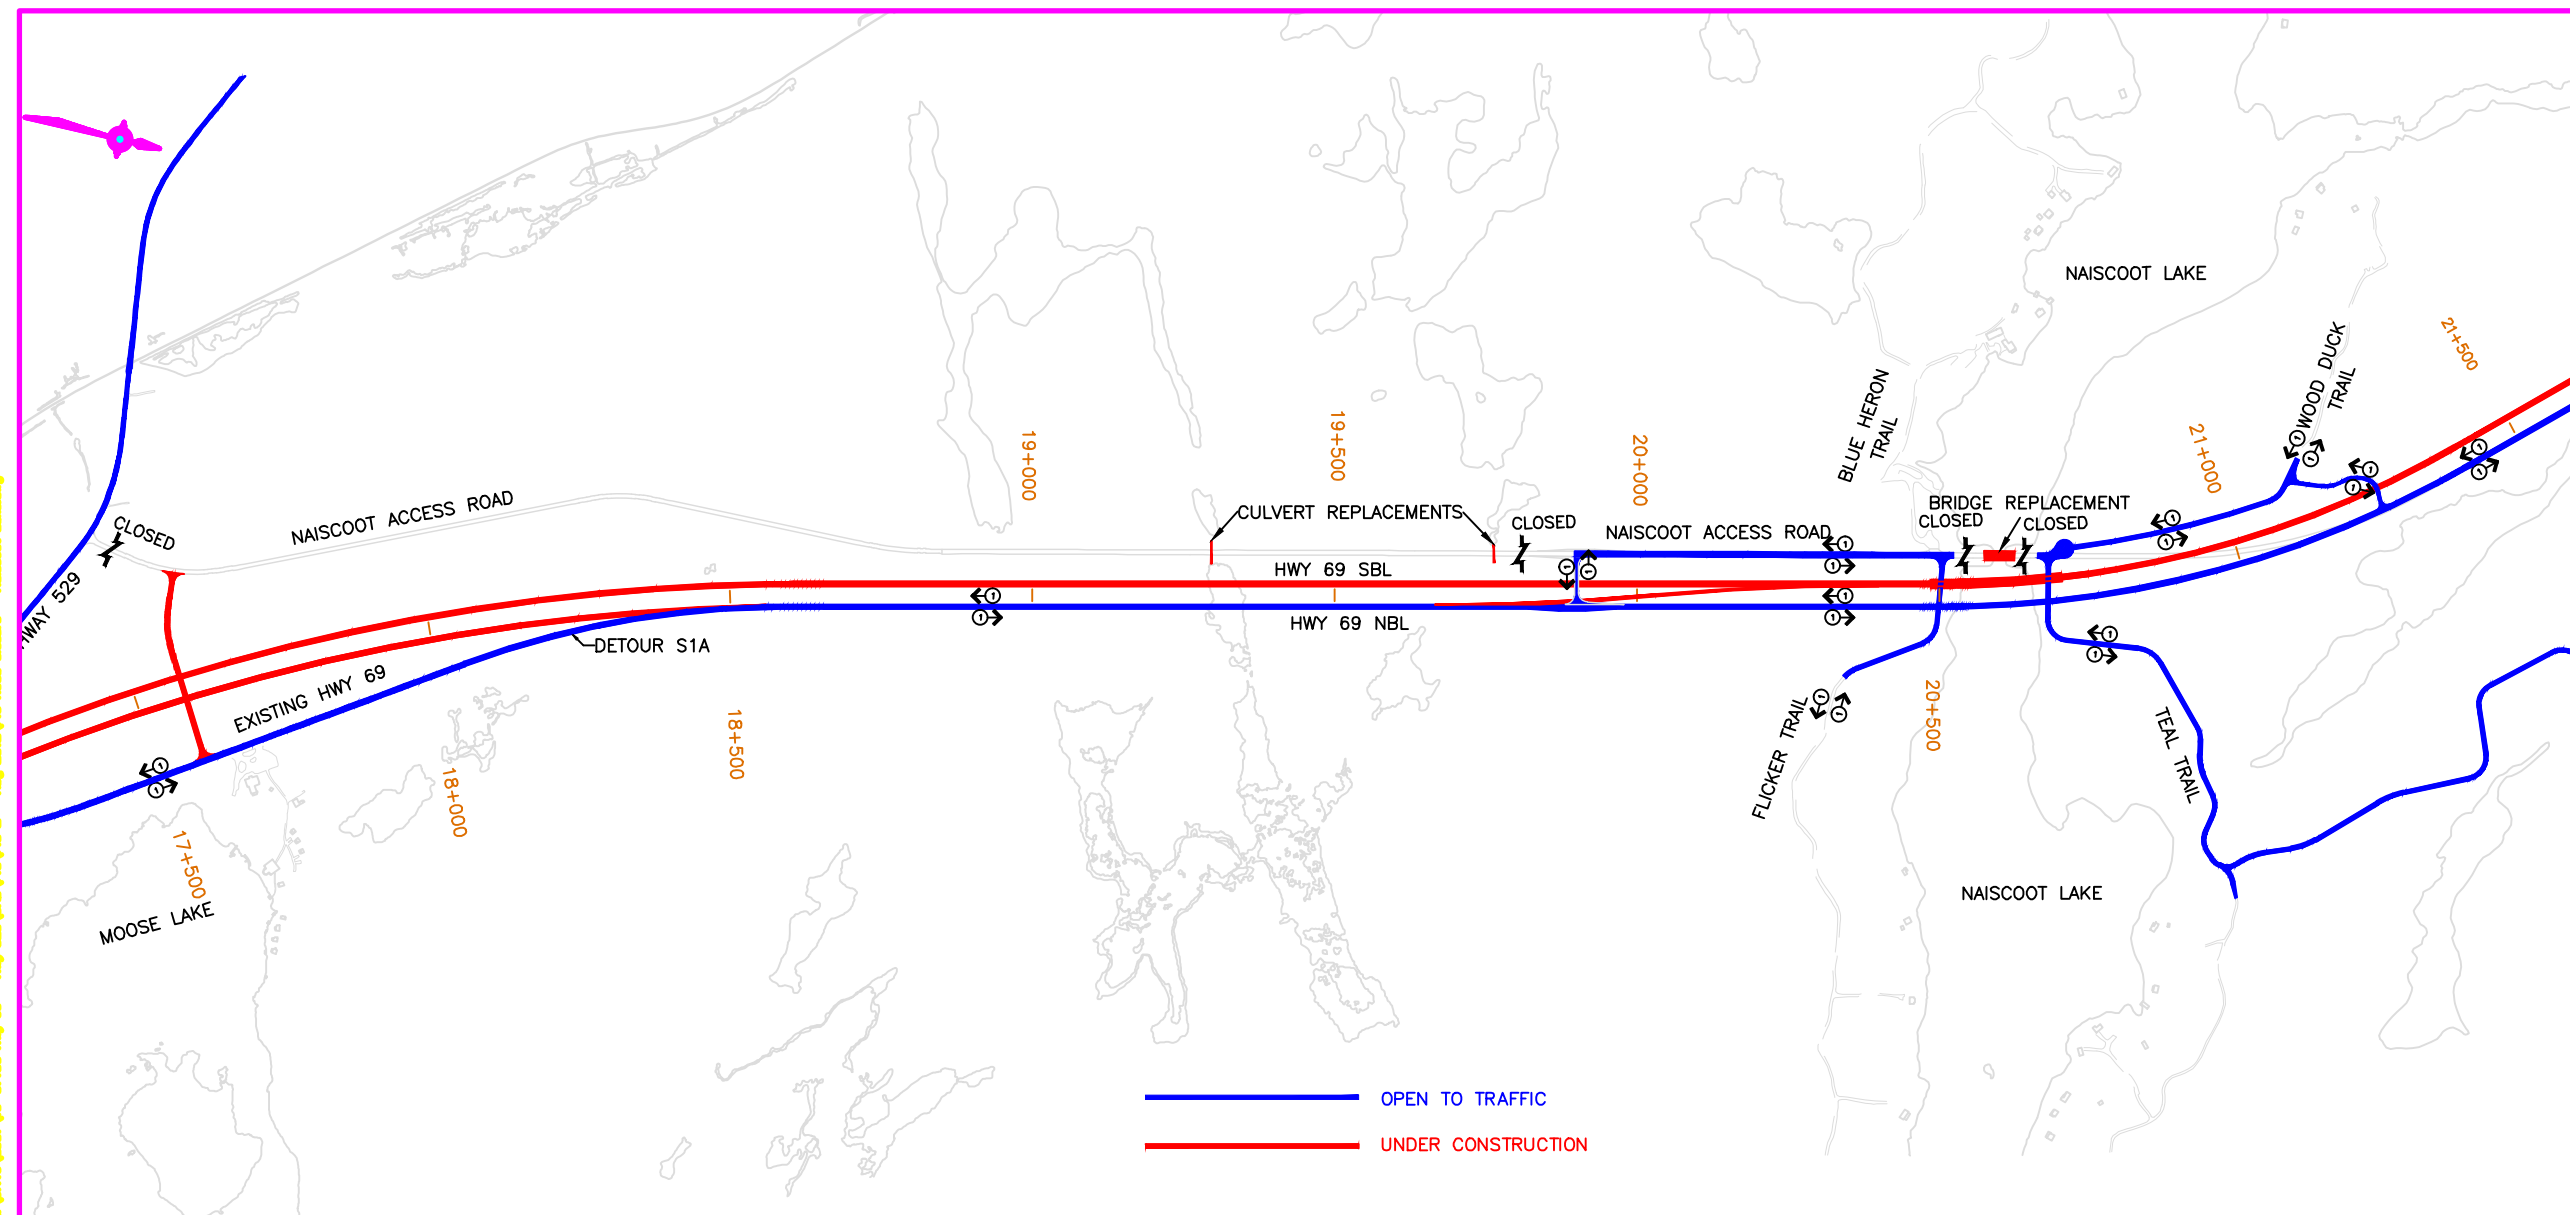 NAISCOOT LAKE
21+500
WOOD DUCK
TRAIL
BLUE HERON
TRAIL
19+000
19+500
20+000
21+000
NAISCOOT ACCESS ROAD
CLOSED
CULVERT REPLACEMENTS
CLOSED
NAISCOOT ACCESS ROAD
BRIDGE REPLACEMENT
CLOSED
CLOSED
HWY 69 SBL
HWY 69 NBL
HWAY 529
DETOUR S1A
EXISTING HWY 69
FLICKER TRAIL
20+500
TEAL TRAIL
18+500
18+000
17+500
MOOSE LAKE
NAISCOOT LAKE
OPEN TO TRAFFIC
UNDER CONSTRUCTION